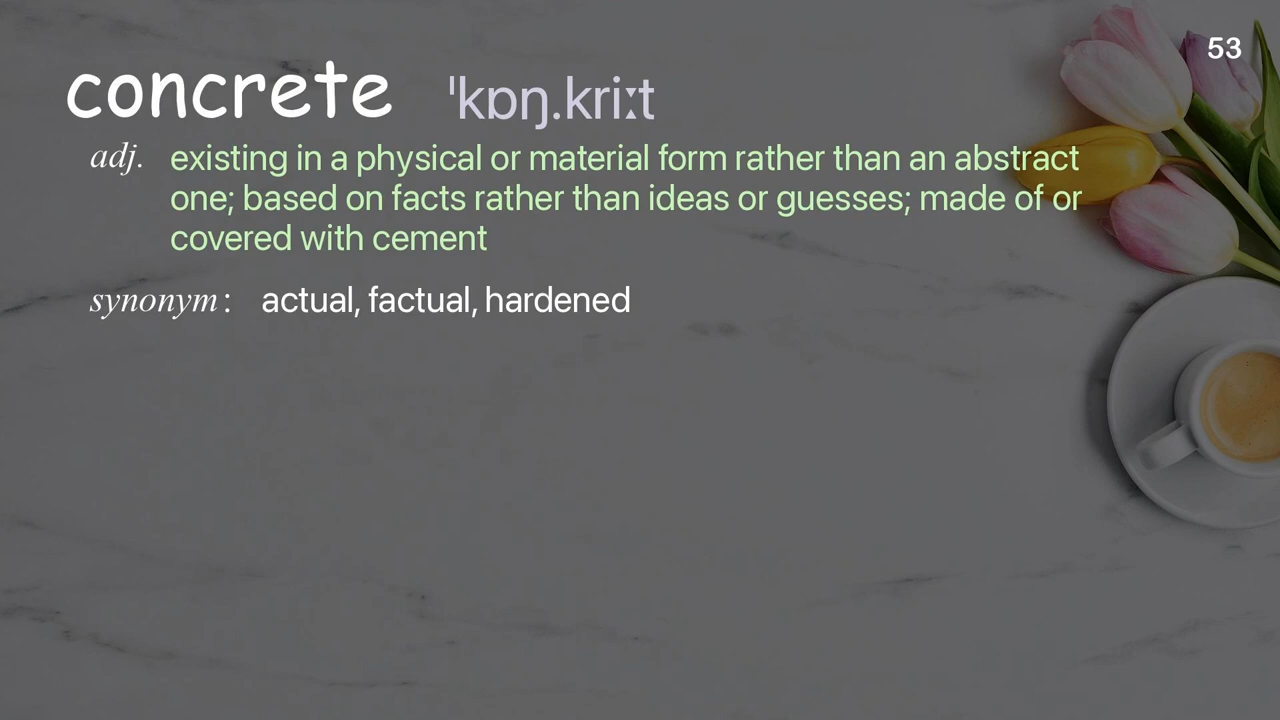 53
concrete ˈkɒŋ.kriːt
adj. existing in a physical or material form rather than an abstract
one; based on facts rather than ideas or guesses; made of or
covered with cement
synonym : actual, factual, hardened